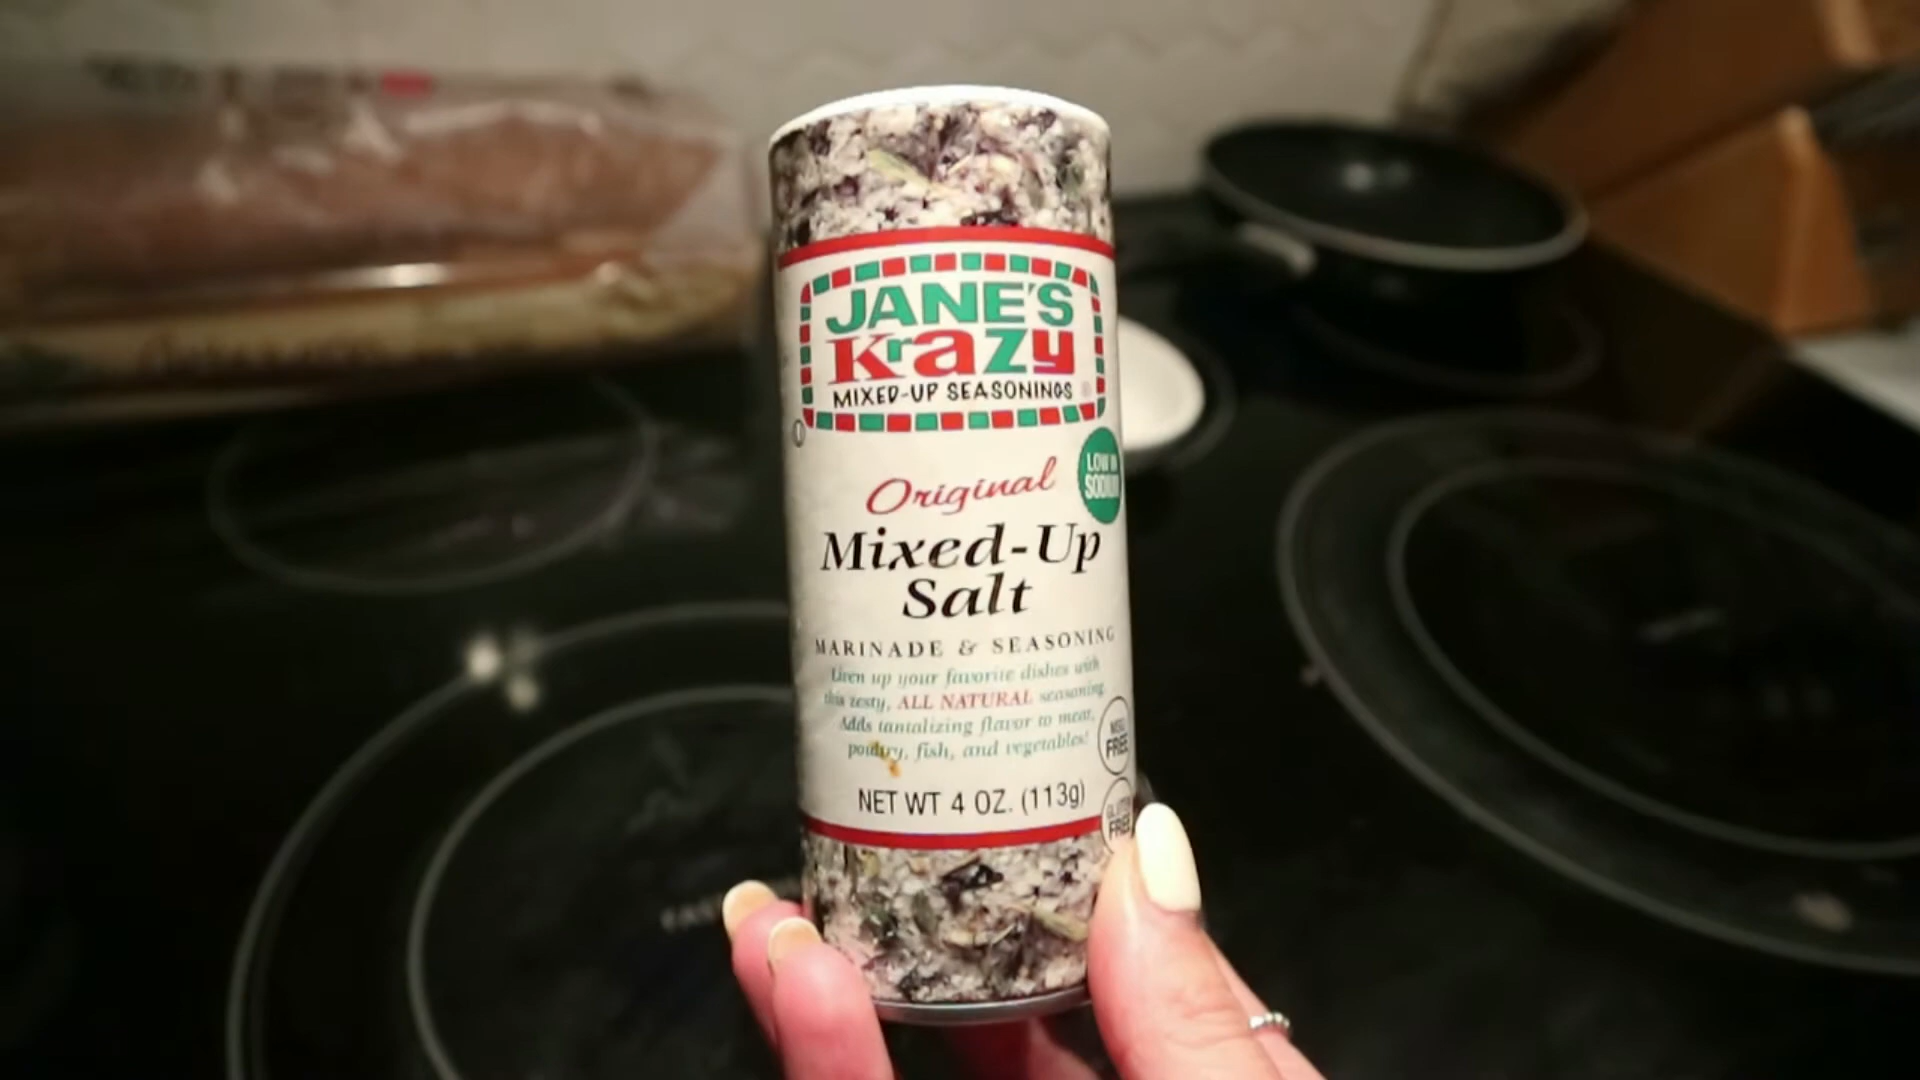 JANE'S
Krazy
MIXED-UP SEASONINGS
LOW IN
SODIUM
Original
Mixed-Up
Salt
MARINADE & SEASONING
Liven up your favorite dishes with
this zesty, ALL NATURAL seasoning.
Adds tantalizing flavor to meat,
poultry, fish, and vegetables!
MSG
FREE
NET WT 4 OZ. (113g)
GLUTEN
FREE